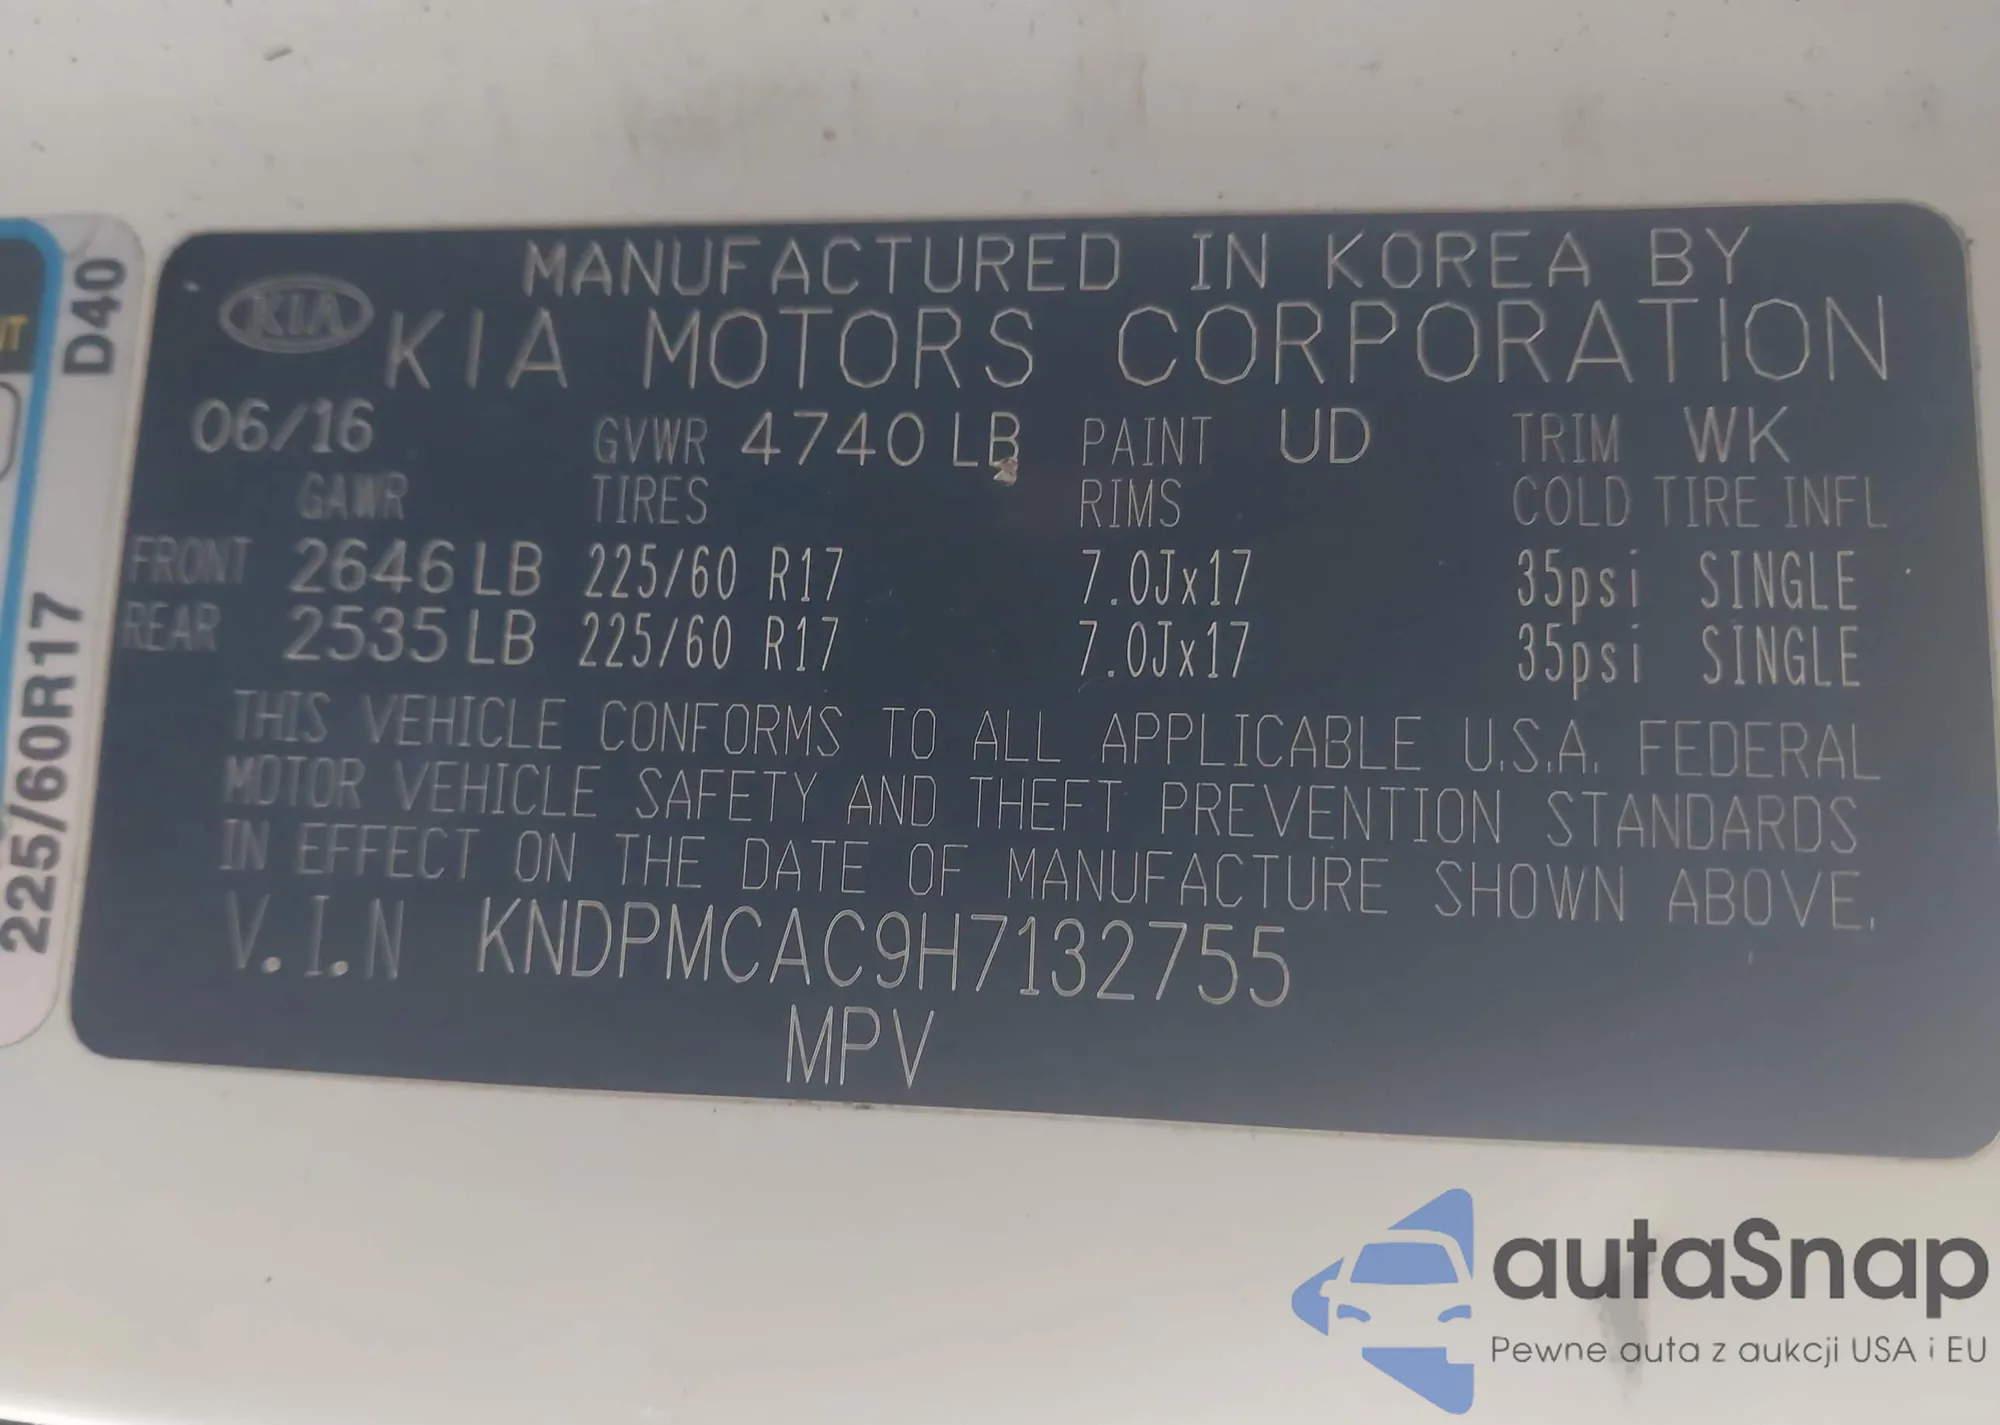 MANUFACTURED IN KOREA BY
KIA
KIA MOTORS CORPORATION
06/16 GVWR 4740 LB PAINT UD TRIM WK
GAWR TIRES RIMS COLD TIRE INFL
FRONT 2646 LB 225/60 R17 7.0Jx17 35psi SINGLE
REAR 2535 LB 225/60 R17 7.0Jx17 35psi SINGLE
THIS VEHICLE CONFORMS TO ALL APPLICABLE U.S.A. FEDERAL
MOTOR VEHICLE SAFETY AND THEFT PREVENTION STANDARDS
IN EFFECT ON THE DATE OF MANUFACTURE SHOWN ABOVE.
V.I.N KNDPMCAC9H7132755
MPV
225/60R17 D40
autaSnap
Pewne auta z aukcji USA i EU